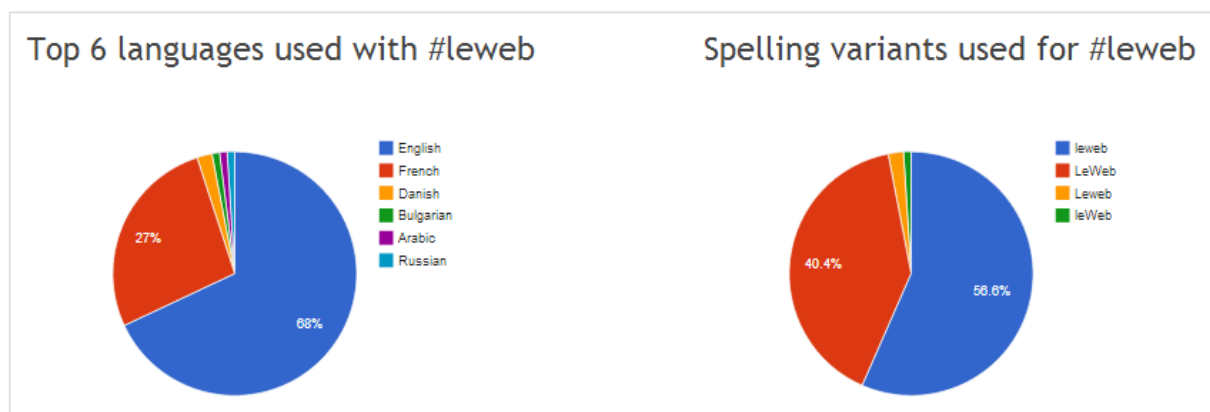 Top 6 languages used with #leweb
English
French
Danish
Bulgarian
Arabic
Russian
27%
68%
Spelling variants used for #leweb
leweb
LeWeb
Leweb
leWeb
40.4%
56.6%